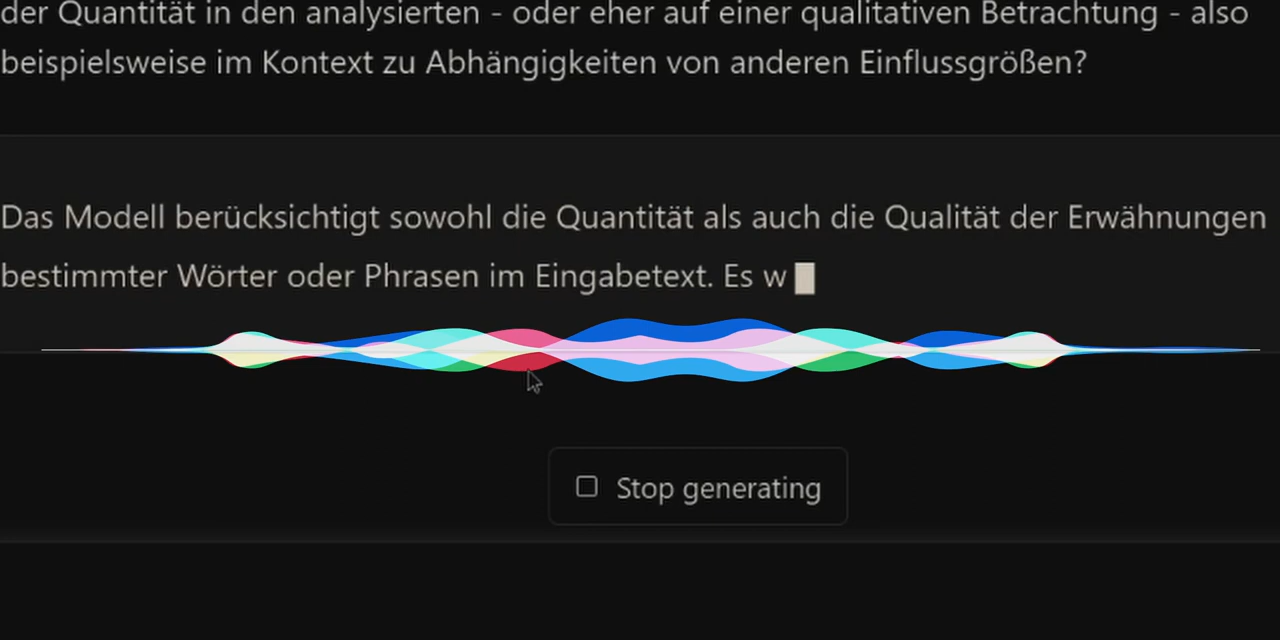 der Quantität in den analysierten - oder eher auf einer qualitativen Betrachtung - also
beispielsweise im Kontext zu Abhängigkeiten von anderen Einflussgrößen?
Das Modell berücksichtigt sowohl die Quantität als auch die Qualität der Erwähnungen
bestimmter Wörter oder Phrasen im Eingabetext. Es w
Stop generating